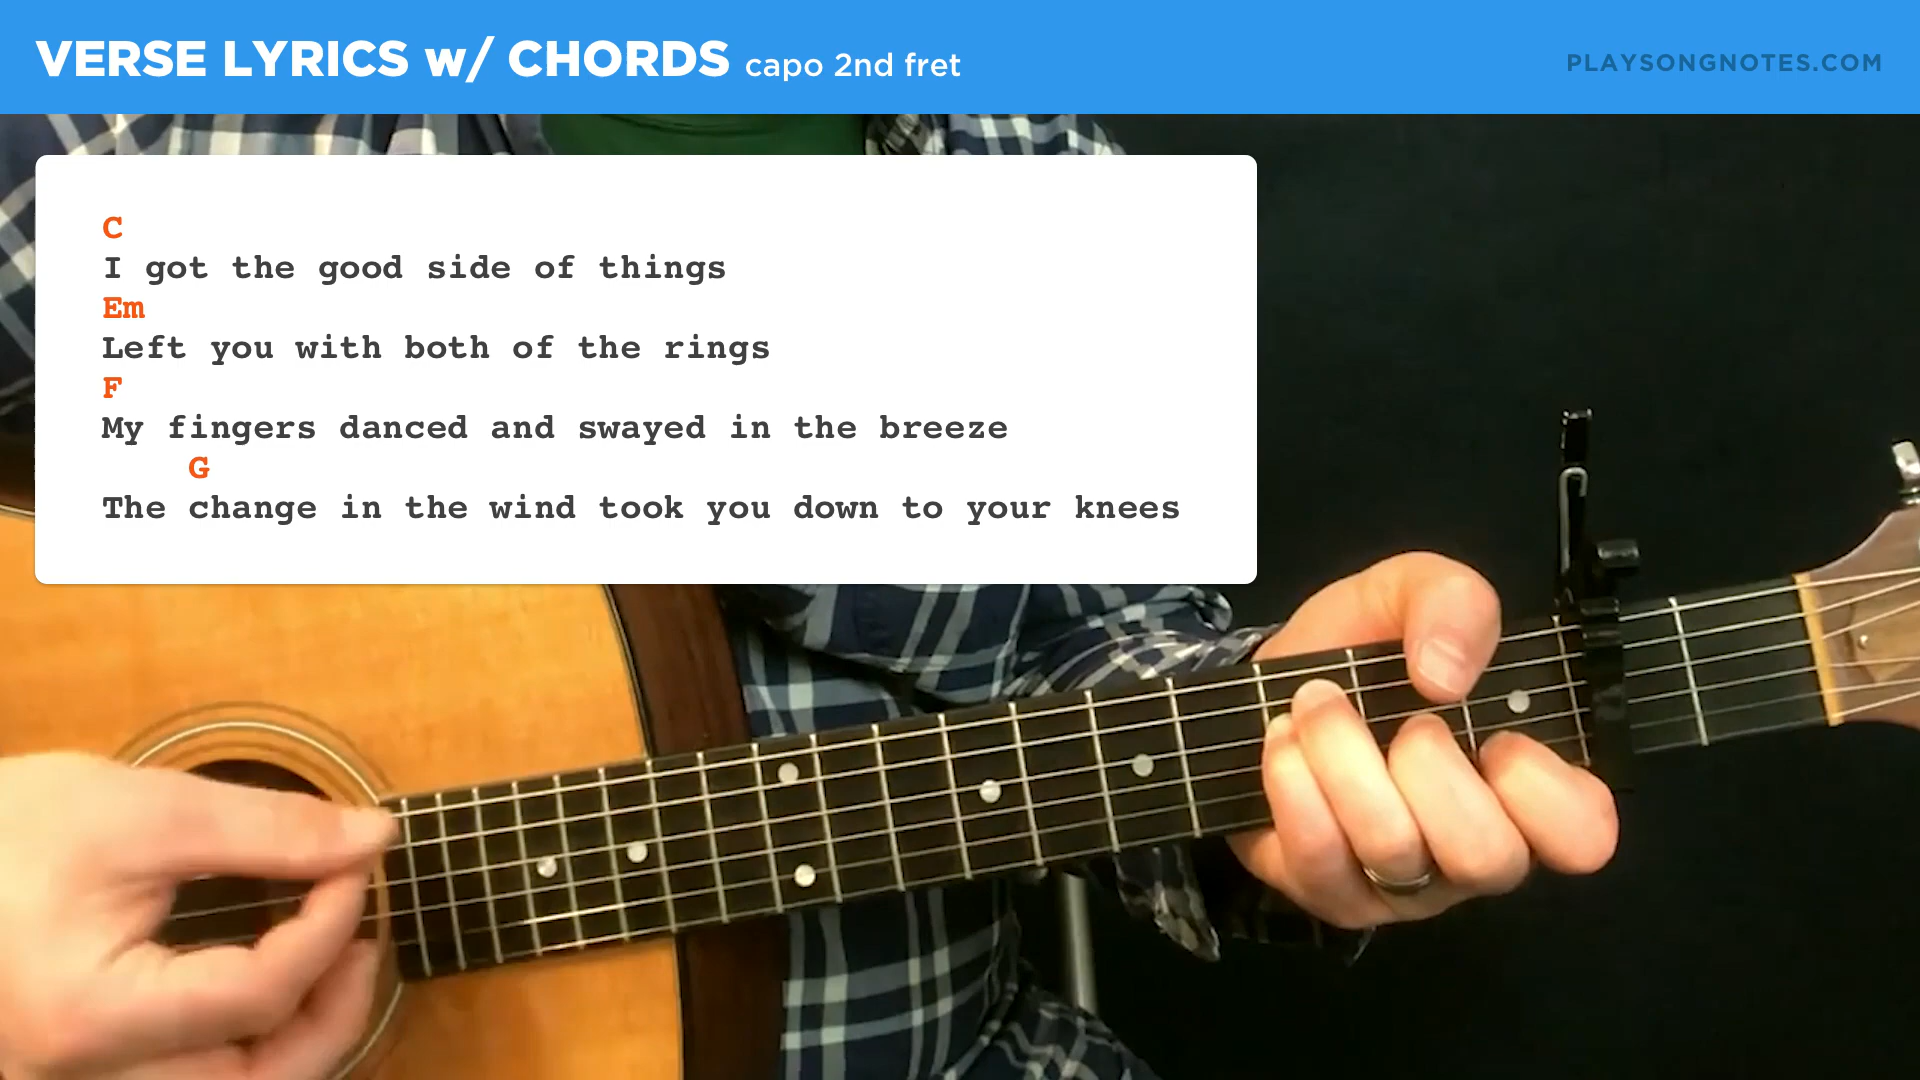 VERSE LYRICS w/ CHORDS capo 2nd fret
PLAYSONGNOTES.COM
C
I got the good side of things
Em
Left you with both of the rings
F
My fingers danced and swayed in the breeze
G
The change in the wind took you down to your knees